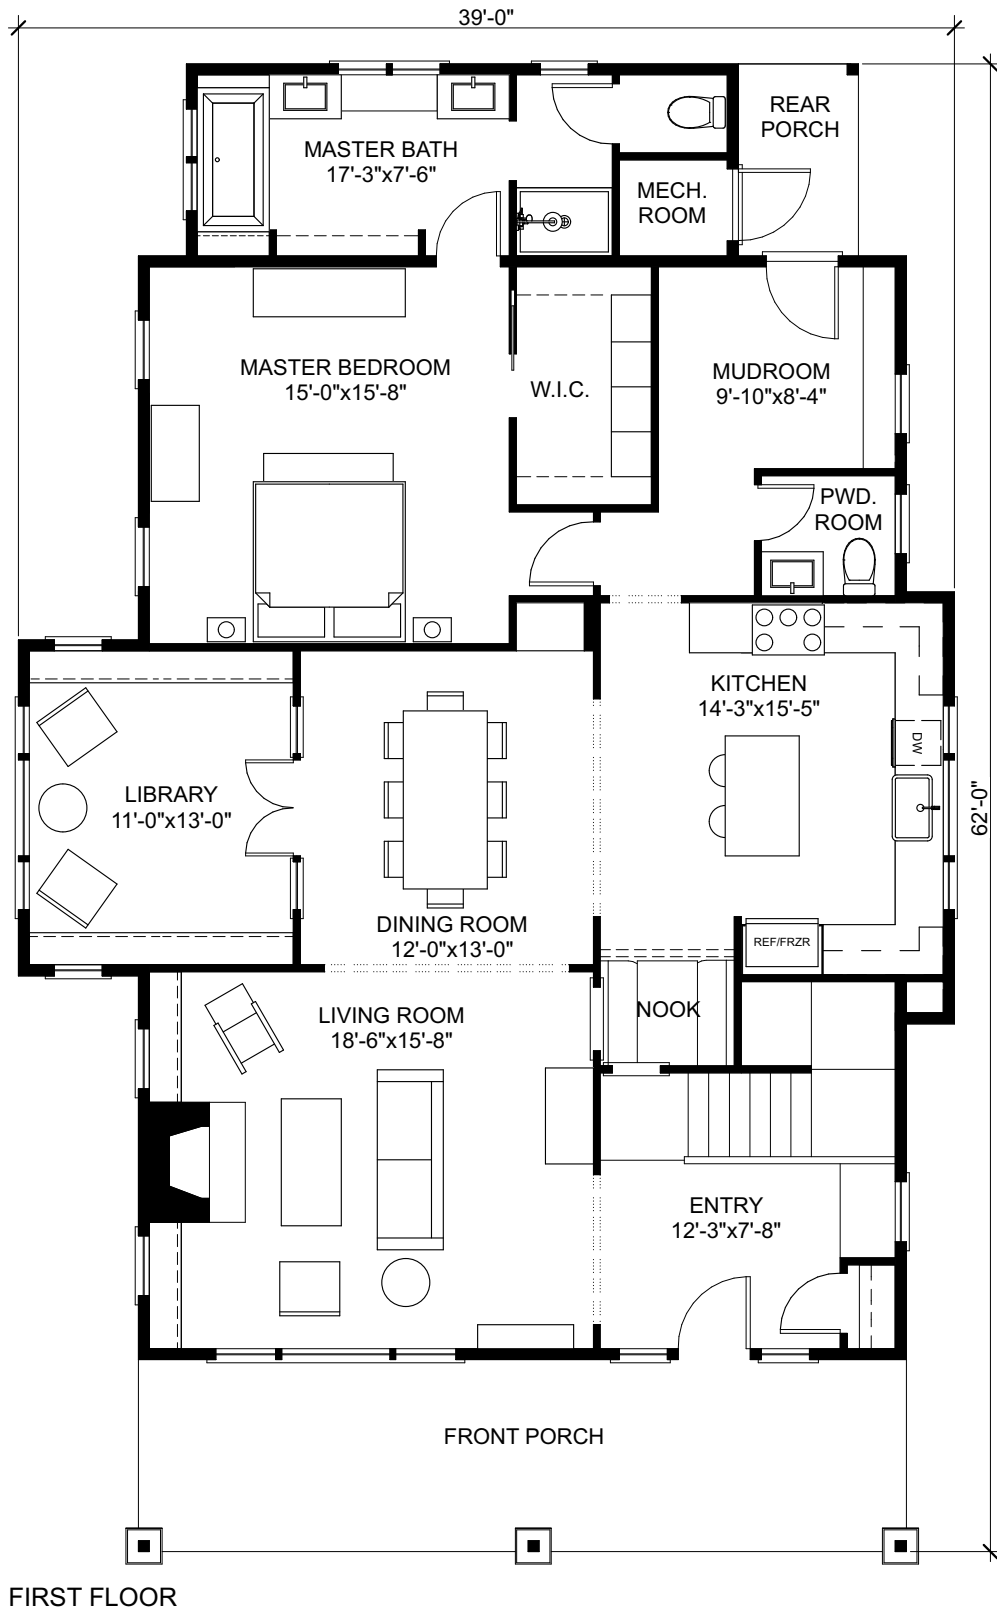 39'-0"
REAR
PORCH
MASTER BATH
17'-3"x7'-6"
MECH.
ROOM
MASTER BEDROOM
15'-0"x15'-8"
W.I.C.
MUDROOM
9'-10"x8'-4"
PWD.
ROOM
KITCHEN
14'-3"x15'-5"
DW
LIBRARY
11'-0"x13'-0"
62'-0"
DINING ROOM
12'-0"x13'-0"
REF/FRZR
LIVING ROOM
18'-6"x15'-8"
NOOK
ENTRY
12'-3"x7'-8"
FRONT PORCH
FIRST FLOOR